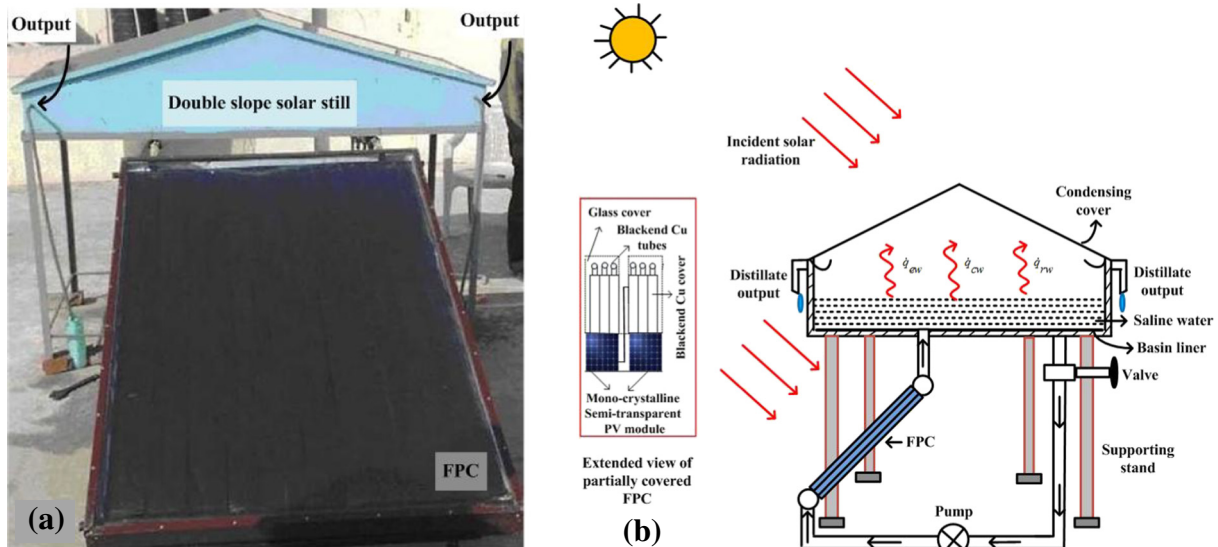 Output
Output
Double slope solar still
FPC
(a)
Incident solar
radiation
Condensing
cover
Glass cover
Blackend Cu
tubes
Blackend Cu cover
Mono-crystalline
Semi-transparent
PV module
Extended view of
partially covered
FPC
Distillate
output
q̇ew
q̇cw
q̇rw
Distillate
output
Saline water
Basin liner
Valve
FPC
Supporting
stand
Pump
(b)